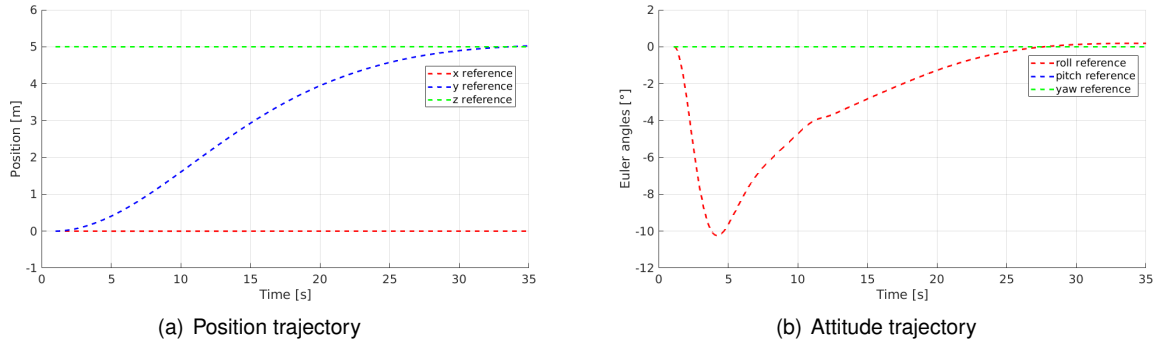 6
5
4
3
2
1
0
-1
Position [m]
0 5 10 15 20 25 30 35
Time [s]
x reference
y reference
z reference
(a) Position trajectory
2
0
-2
-4
-6
-8
-10
-12
Euler angles [°]
0 5 10 15 20 25 30 35
Time [s]
roll reference
pitch reference
yaw reference
(b) Attitude trajectory